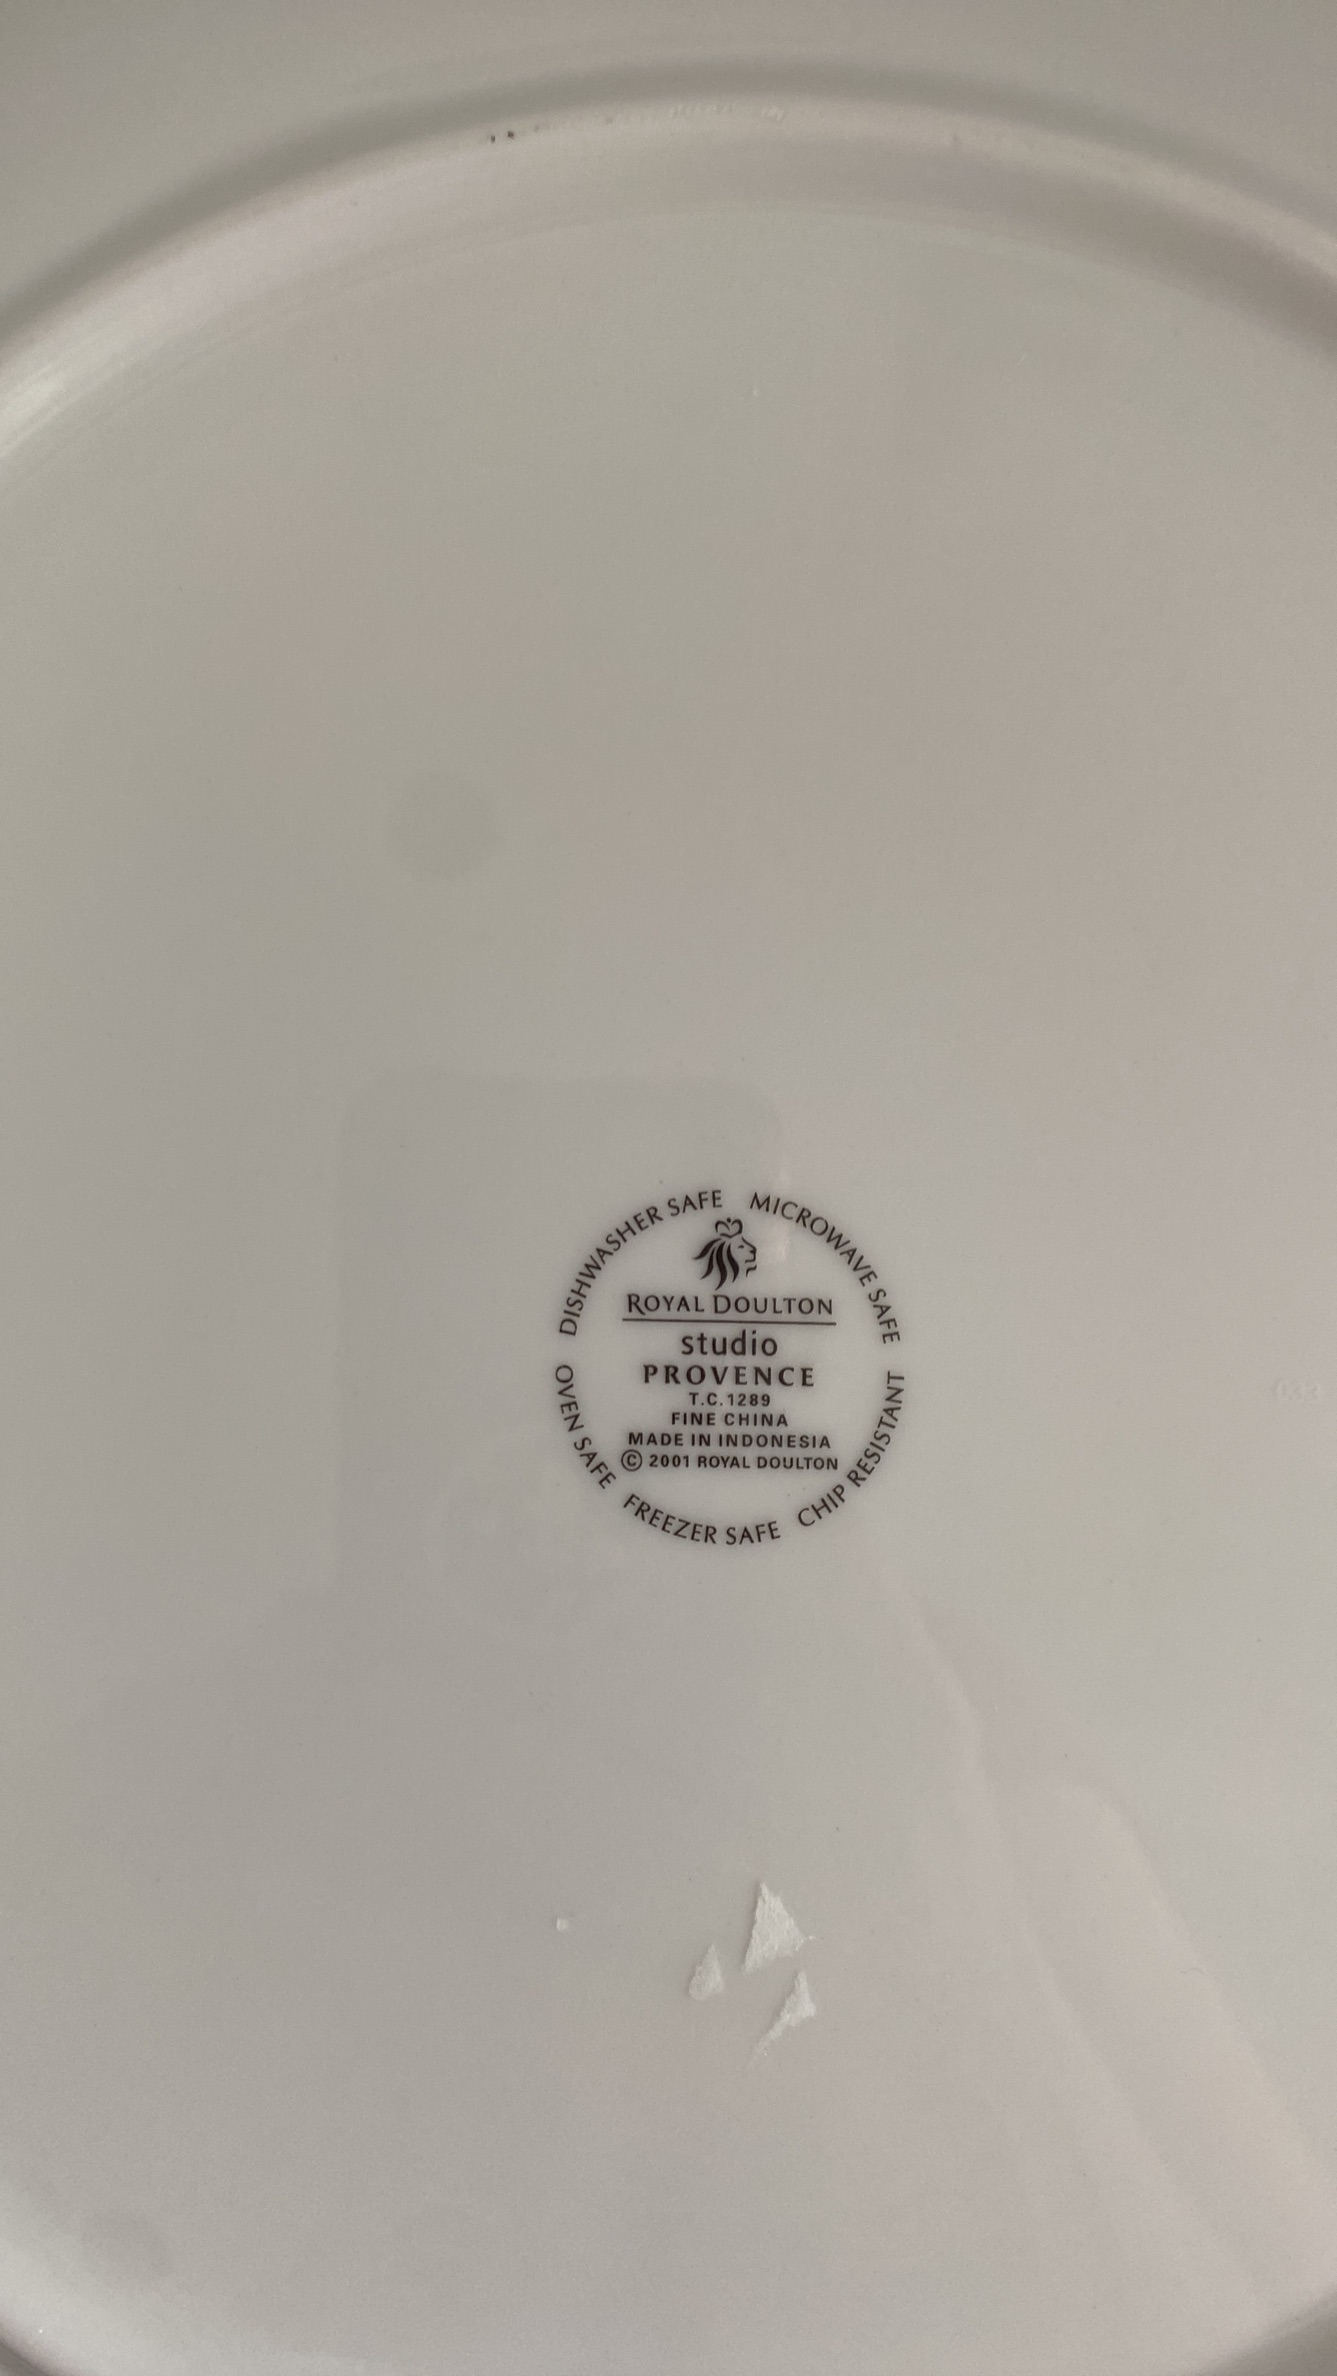 DISHWASHER SAFE MICROWAVE SAFE
ROYAL DOULTON
studio
PROVENCE
T.C.1289
FINE CHINA
MADE IN INDONESIA
© 2001 ROYAL DOULTON
OVEN SAFE FREEZER SAFE CHIP RESISTANT